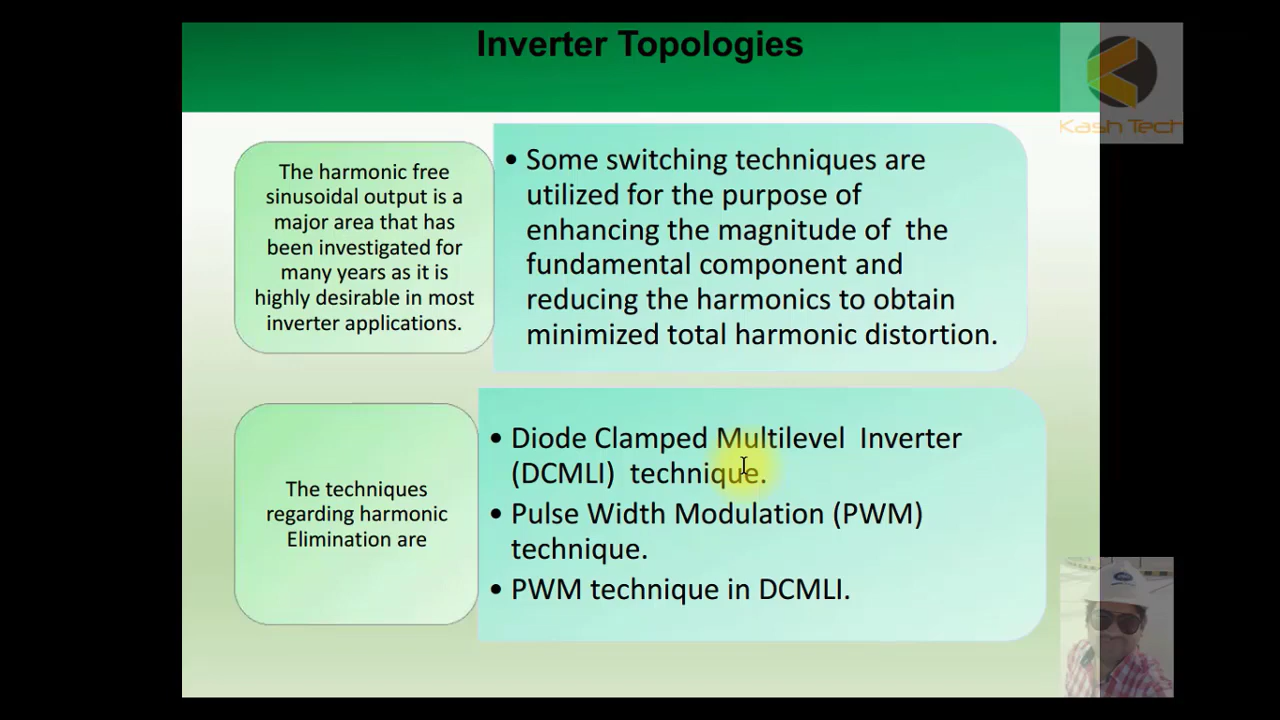 Inverter Topologies
Kash Tech
The harmonic free
sinusoidal output is a
major area that has
been investigated for
many years as it is
highly desirable in most
inverter applications.
• Some switching techniques are
utilized for the purpose of
enhancing the magnitude of the
fundamental component and
reducing the harmonics to obtain
minimized total harmonic distortion.
The techniques
regarding harmonic
Elimination are
• Diode Clamped Multilevel Inverter
(DCMLI) technique.
• Pulse Width Modulation (PWM)
technique.
• PWM technique in DCMLI.